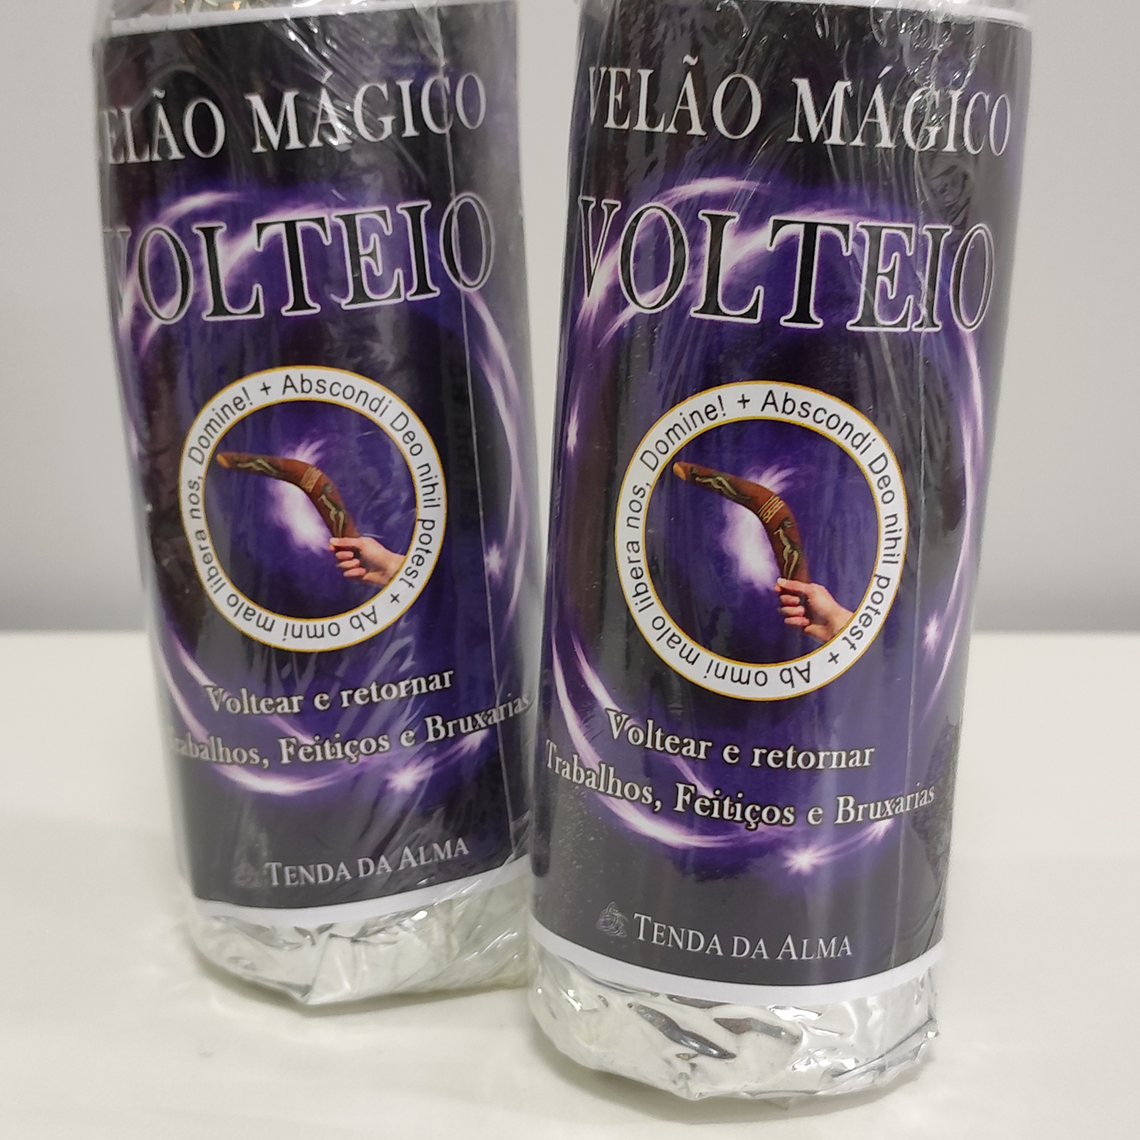 ELÃO MÁGICO
VOLTEIO
+ Abscondi Deo nihil potest + Ab omni malo libera nos, Domine!
Voltear e retornar
Trabalhos, Feitiços e Bruxarias
TENDA DA ALMA
VELÃO MÁGICO
VOLTEIO
+ Abscondi Deo nihil potest + Ab omni malo libera nos, Domine!
Voltear e retornar
Trabalhos, Feitiços e Bruxarias
TENDA DA ALMA